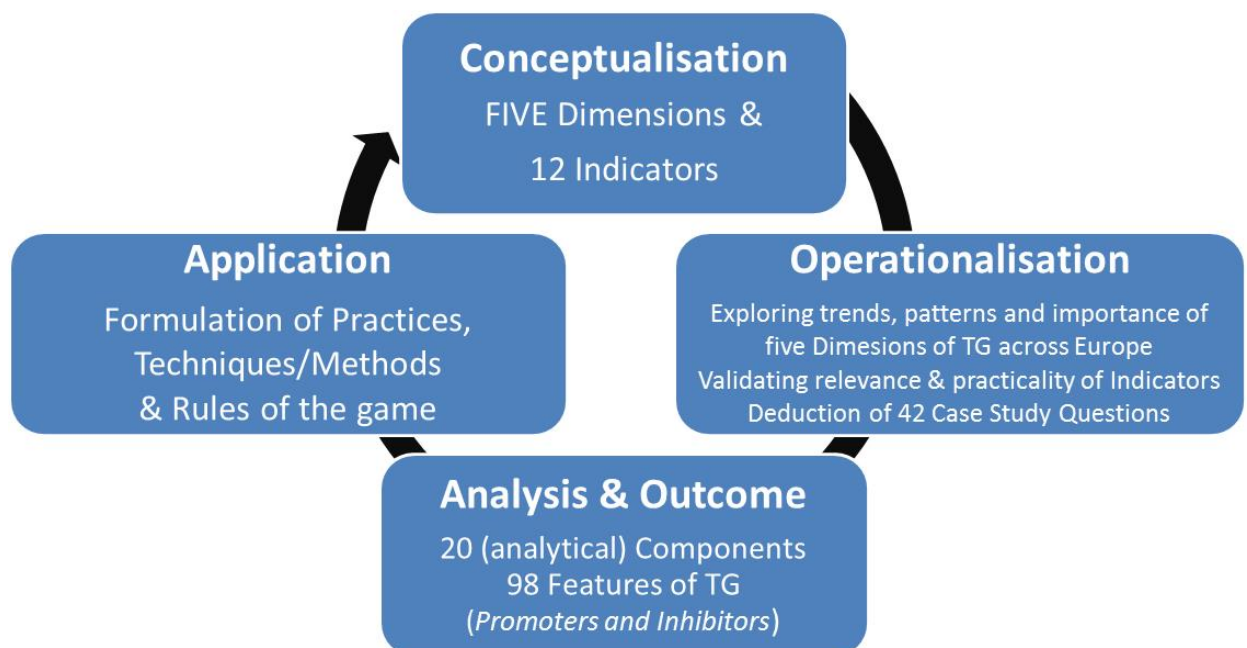 Conceptualisation
FIVE Dimensions &
12 Indicators
Application
Formulation of Practices,
Techniques/Methods
& Rules of the game
Operationalisation
Exploring trends, patterns and importance of
five Dimesions of TG across Europe
Validating relevance & practicality of Indicators
Deduction of 42 Case Study Questions
Analysis & Outcome
20 (analytical) Components
98 Features of TG
(Promoters and Inhibitors)